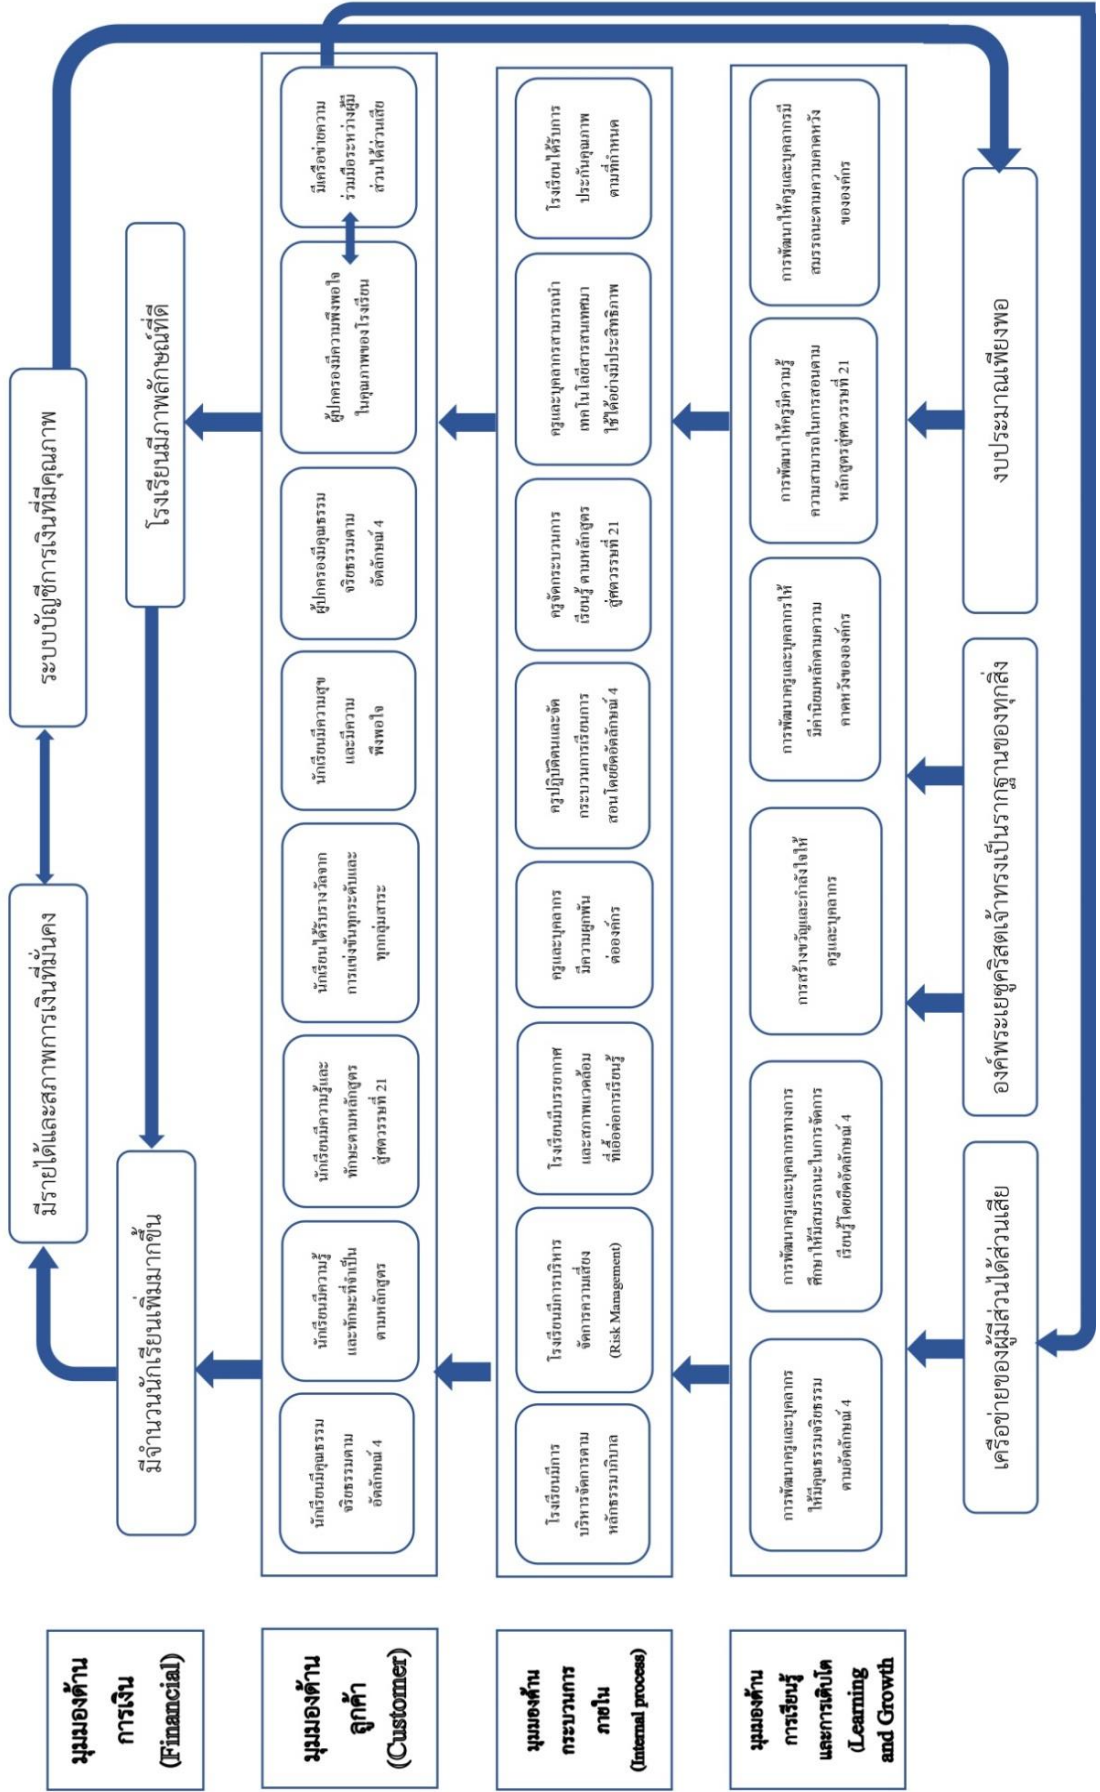 มุมมองด้าน
การเงิน
(Financial)
มีรายได้และสภาพการเงินที่มั่นคง
ระบบบัญชีการเงินที่มีคุณภาพ
มีจำนวนนักเรียนเพิ่มมากขึ้น
โรงเรียนมีภาพลักษณ์ที่ดี
มุมมองด้าน
ลูกค้า
(Customer)
นักเรียนมีคุณธรรม
จริยธรรมตาม
อัตลักษณ์ 4
นักเรียนมีความรู้
และทักษะที่จำเป็น
ตามหลักสูตร
นักเรียนมีความรู้และ
ทักษะตามหลักสูตร
สู่ศตวรรษที่ 21
นักเรียนได้รับรางวัลจาก
การแข่งขันทุกระดับและ
ทุกกลุ่มสาระ
นักเรียนมีความสุข
และมีความ
พึงพอใจ
ผู้ปกครองมีคุณธรรม
จริยธรรมตาม
อัตลักษณ์ 4
ผู้ปกครองมีความพึงพอใจ
ในคุณภาพของโรงเรียน
มีเครือข่ายความ
ร่วมมือระหว่างผู้มี
ส่วนได้ส่วนเสีย
มุมมองด้าน
กระบวนการ
ภายใน
(Internal process)
โรงเรียนมีการ
บริหารจัดการตาม
หลักธรรมาภิบาล
โรงเรียนมีการบริหาร
จัดการความเสี่ยง
(Risk Management)
โรงเรียนมีบรรยากาศ
และสภาพแวดล้อม
ที่เอื้อต่อการเรียนรู้
ครูและบุคลากร
มีความผูกพัน
ต่อองค์กร
ครูปฏิบัติตนและจัด
กระบวนการเรียนการ
สอนโดยยึดอัตลักษณ์ 4
ครูจัดกระบวนการ
เรียนรู้ ตามหลักสูตร
สู่ศตวรรษที่ 21
ครูและบุคลากรสามารถนำ
เทคโนโลยีสารสนเทศมา
ใช้ได้อย่างมีประสิทธิภาพ
โรงเรียนได้รับการ
ประกันคุณภาพ
ตามที่กำหนด
มุมมองด้าน
การเรียนรู้
และการเติบโต
(Learning
and Growth
การพัฒนาครูและบุคลากร
ให้มีคุณธรรมจริยธรรม
ตามอัตลักษณ์ 4
การพัฒนาครูและบุคลากรทางการ
ศึกษาให้มีสมรรถนะในการจัดการ
เรียนรู้โดยยึดอัตลักษณ์ 4
การสร้างขวัญและกำลังใจให้
ครูและบุคลากร
การพัฒนาครูและบุคลากรให้
มีค่านิยมหลักตามความ
คาดหวังขององค์กร
การพัฒนาให้ครูมีความรู้
ความสามารถในการสอนตาม
หลักสูตรสู่ศตวรรษที่ 21
การพัฒนาให้ครูและบุคลากรมี
สมรรถนะตามความคาดหวัง
ขององค์กร
เครือข่ายของผู้มีส่วนได้ส่วนเสีย
องค์พระเยซูคริสตเจ้าทรงเป็นรากฐานของทุกสิ่ง
งบประมาณเพียงพอ